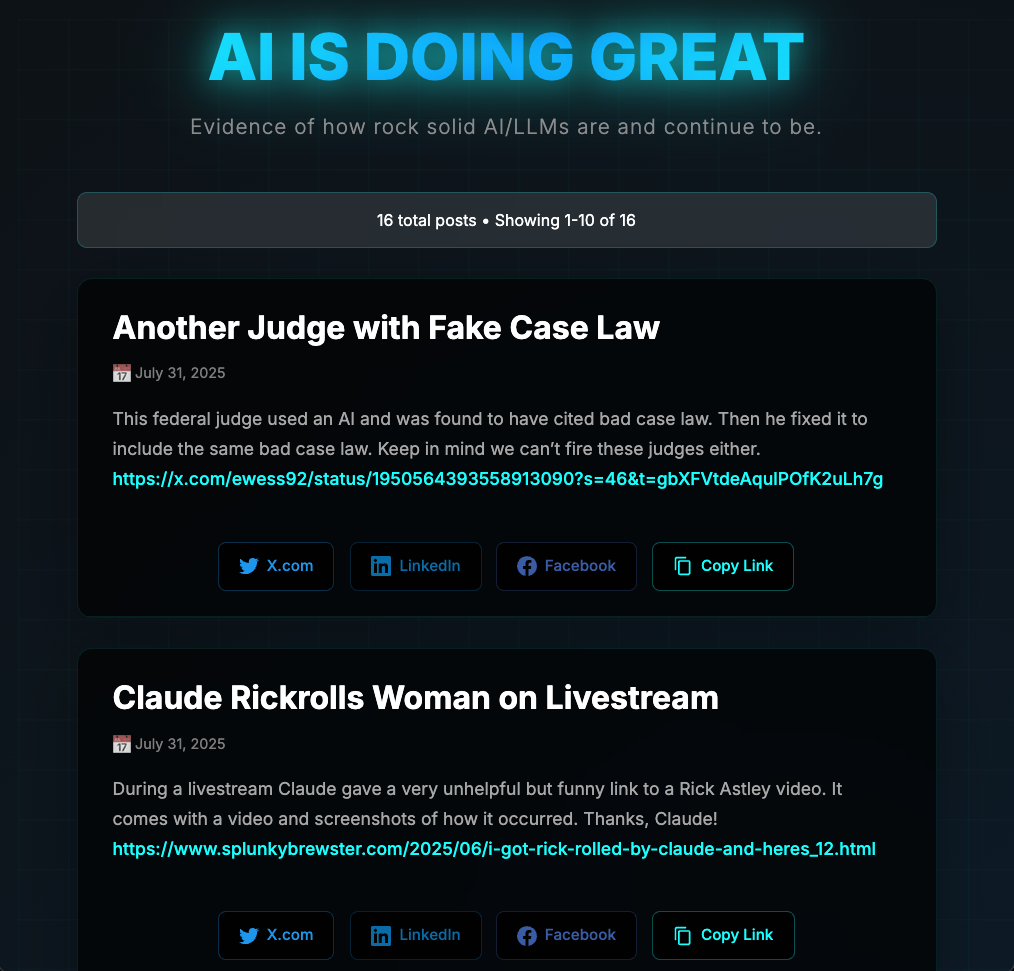 AI IS DOING GREAT
Evidence of how rock solid AI/LLMs are and continue to be.
16 total posts • Showing 1-10 of 16
Another Judge with Fake Case Law
17 July 31, 2025
This federal judge used an AI and was found to have cited bad case law. Then he fixed it to
include the same bad case law. Keep in mind we can’t fire these judges either.
https://x.com/ewess92/status/1950564393558913090?s=46&t=gbXFVtdeAqulPOfK2uLh7g
X.com LinkedIn Facebook Copy Link
Claude Rickrolls Woman on Livestream
17 July 31, 2025
During a livestream Claude gave a very unhelpful but funny link to a Rick Astley video. It
comes with a video and screenshots of how it occurred. Thanks, Claude!
https://www.splunkybrewster.com/2025/06/i-got-rick-rolled-by-claude-and-heres_12.html
X.com LinkedIn Facebook Copy Link